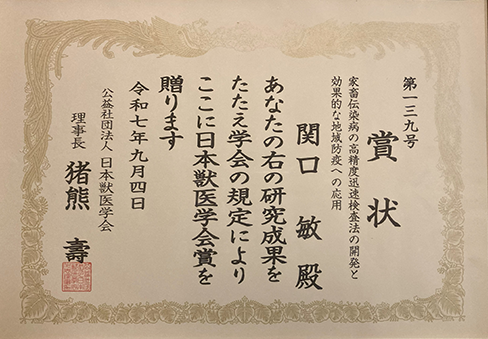 第一三九号
賞状
家畜伝染病の高精度迅速検査法の開発と
効果的な地域防疫への応用
関口 敏 殿
あなたの右の研究成果を
たたえ学会の規定により
ここに日本獣医学会賞を
贈ります
令和七年九月四日
公益社団法人 日本獣医学会
理事長 猪熊 壽